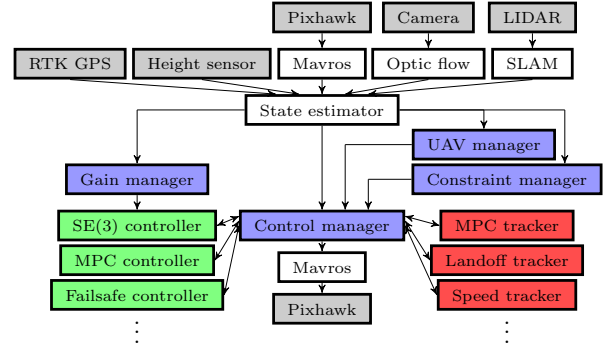 Pixhawk
Camera
LIDAR
RTK GPS
Height sensor
Mavros
Optic flow
SLAM
State estimator
UAV manager
Gain manager
Constraint manager
SE(3) controller
Control manager
MPC tracker
MPC controller
Mavros
Landoff tracker
Failsafe controller
Pixhawk
Speed tracker